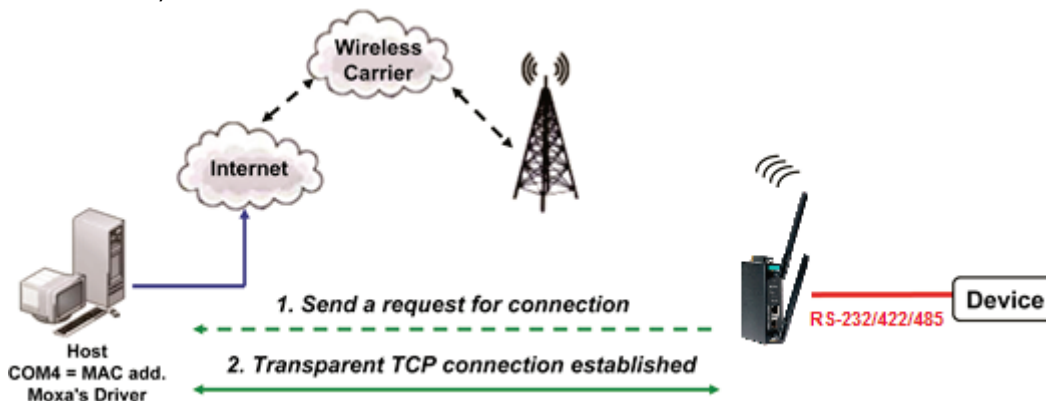 Wireless
Carrier
Internet
1. Send a request for connection
RS-232/422/485
Device
Host
COM4 = MAC add.
Moxa's Driver
2. Transparent TCP connection established